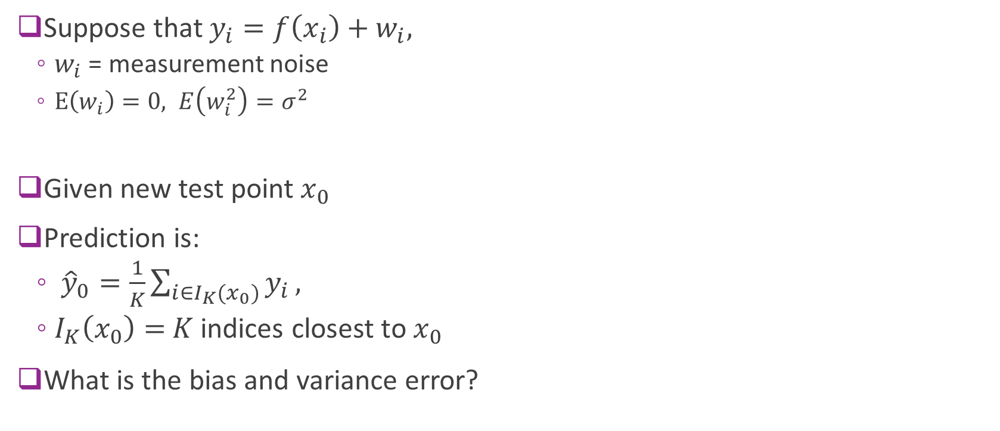 ❑Suppose that $y_i = f(x_i) + w_i$,
◦ $w_i$ = measurement noise
◦ $\mathrm{E}(w_i) = 0,\ E(w_i^2) = \sigma^2$
❑Given new test point $x_0$
❑Prediction is:
◦ $\hat{y}_0 = \frac{1}{K} \sum_{i \in I_K(x_0)} y_i$ ,
◦ $I_K(x_0) = K$ indices closest to $x_0$
❑What is the bias and variance error?